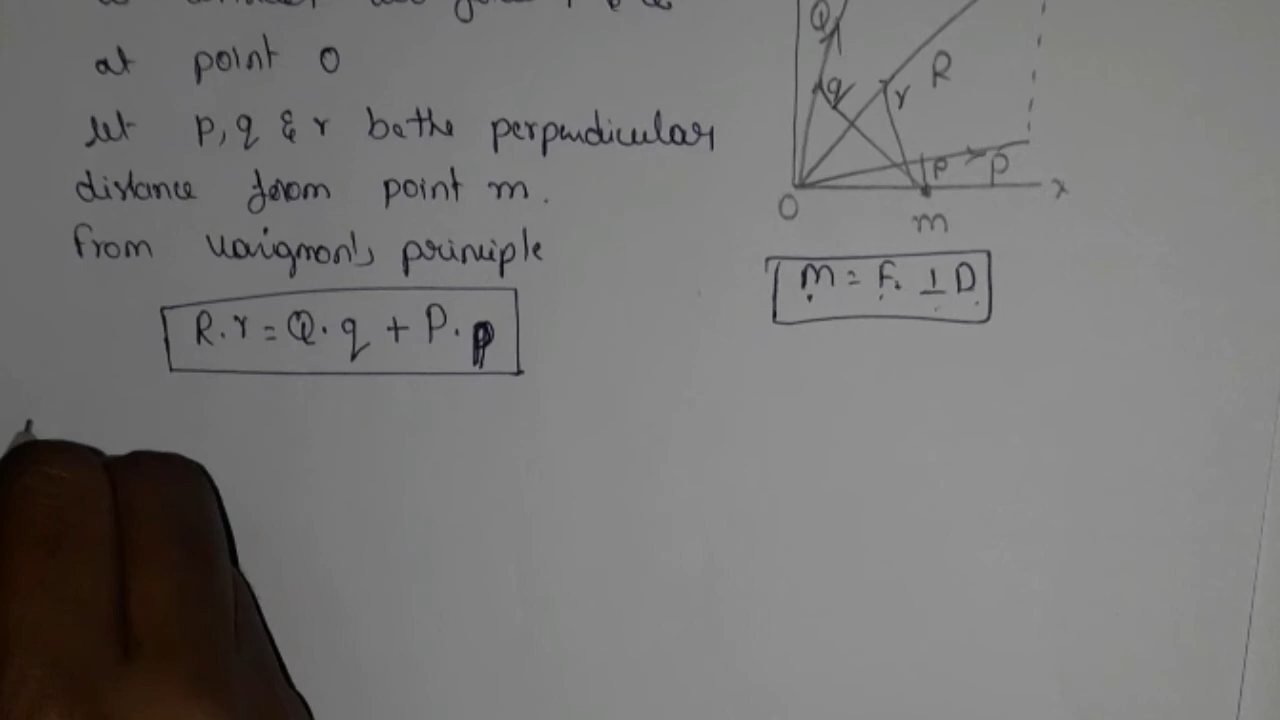 at point O
let p, q & r be the perpendicular
distance from point m.
From Varignon's principle
R.r = Q.q + P.p
Q
q
R
r
P
p
O
m
x
M = F. ⊥ D